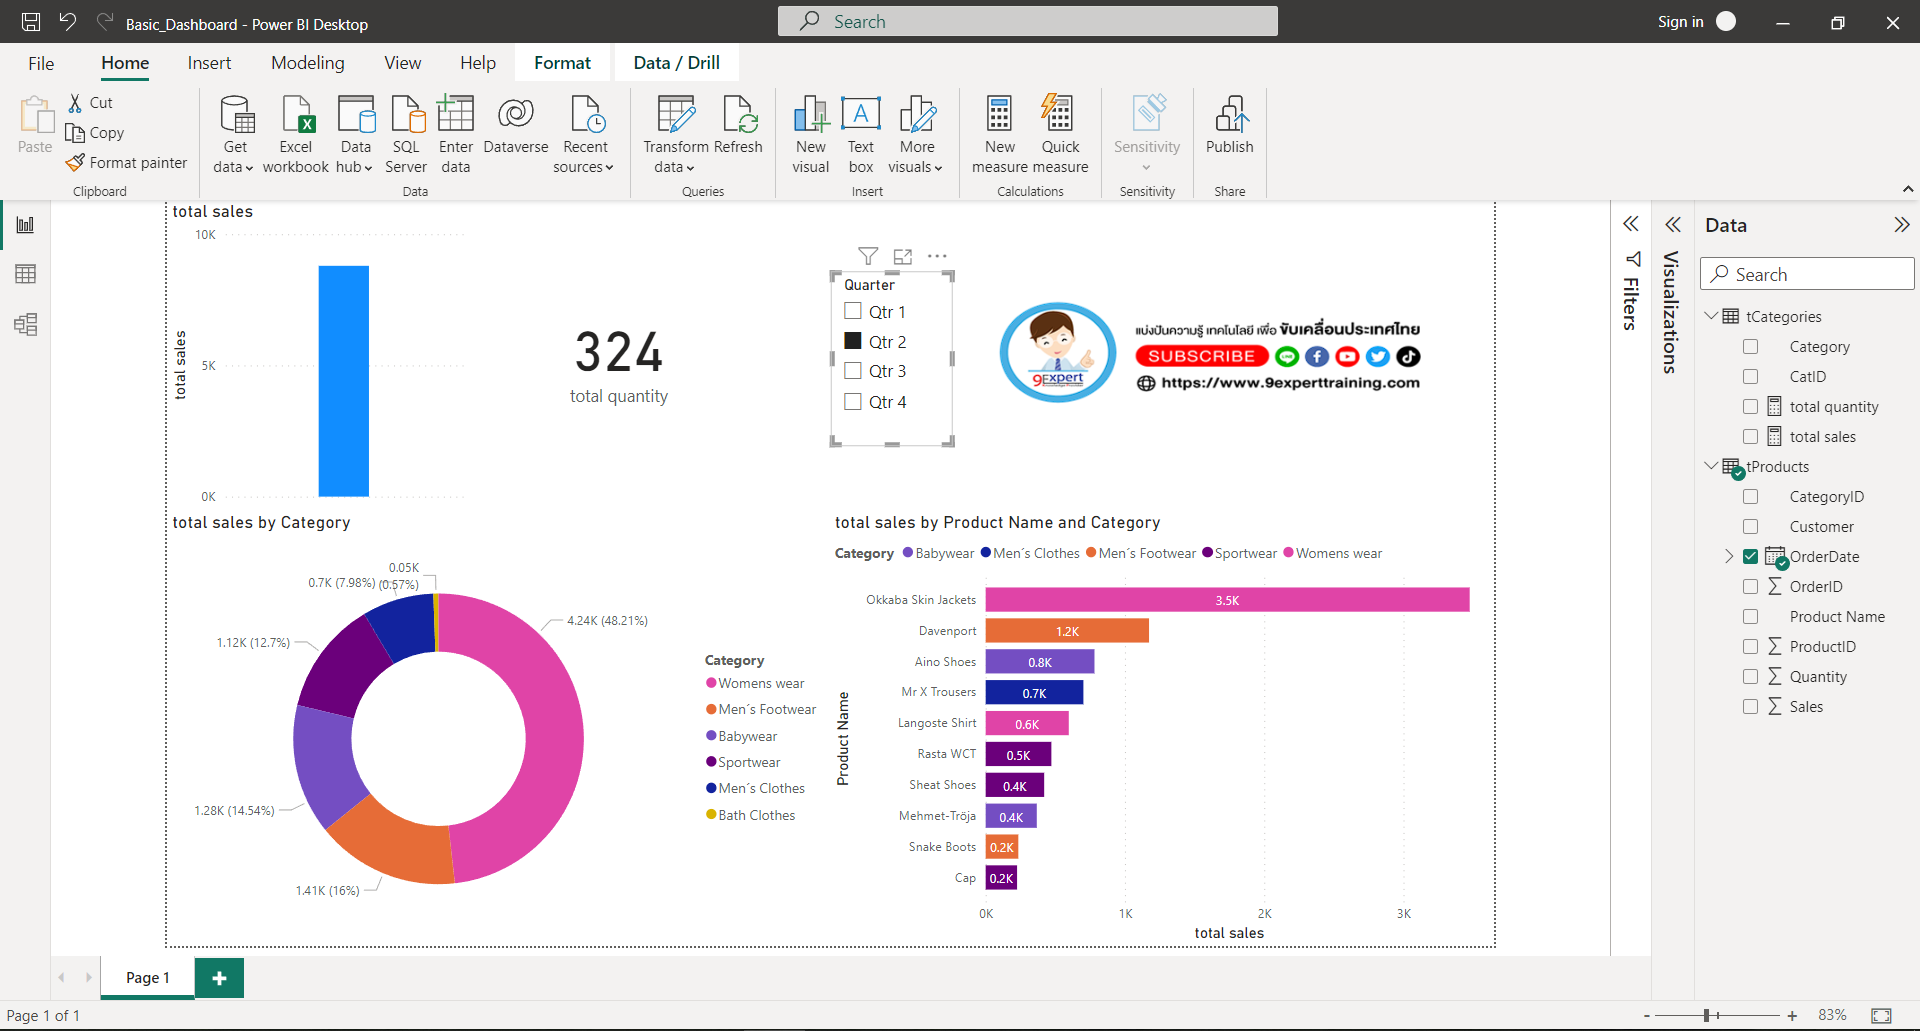 Basic_Dashboard - Power BI Desktop
Search
Sign in
File
Home
Insert
Modeling
View
Help
Format
Data / Drill
Paste
Cut
Copy
Format painter
Clipboard
Get data
Excel workbook
Data hub
SQL Server
Enter data
Dataverse
Recent sources
Data
Transform data
Refresh
Queries
New visual
Text box
More visuals
Insert
New measure
Quick measure
Calculations
Sensitivity
Sensitivity
Publish
Share
total sales
10K
5K
0K
total sales
324
total quantity
Quarter
Qtr 1
Qtr 2
Qtr 3
Qtr 4
9Expert
แบ่งปันความรู้ เทคโนโลยี เพื่อ ขับเคลื่อนประเทศไทย
SUBSCRIBE
https://www.9experttraining.com
total sales by Category
0.05K
(0.57%)
0.7K (7.98%)
4.24K (48.21%)
1.12K (12.7%)
1.28K (14.54%)
1.41K (16%)
Category
Womens wear
Men´s Footwear
Babywear
Sportwear
Men´s Clothes
Bath Clothes
total sales by Product Name and Category
Category Babywear Men´s Clothes Men´s Footwear Sportwear Womens wear
Product Name
Okkaba Skin Jackets 3.5K
Davenport 1.2K
Aino Shoes 0.8K
Mr X Trousers 0.7K
Langoste Shirt 0.6K
Rasta WCT 0.5K
Sheat Shoes 0.4K
Mehmet-Tröja 0.4K
Snake Boots 0.2K
Cap 0.2K
0K 1K 2K 3K
total sales
Filters
Visualizations
Data
Search
tCategories
Category
CatID
total quantity
total sales
tProducts
CategoryID
Customer
OrderDate
OrderID
Product Name
ProductID
Quantity
Sales
Page 1
Page 1 of 1
83%